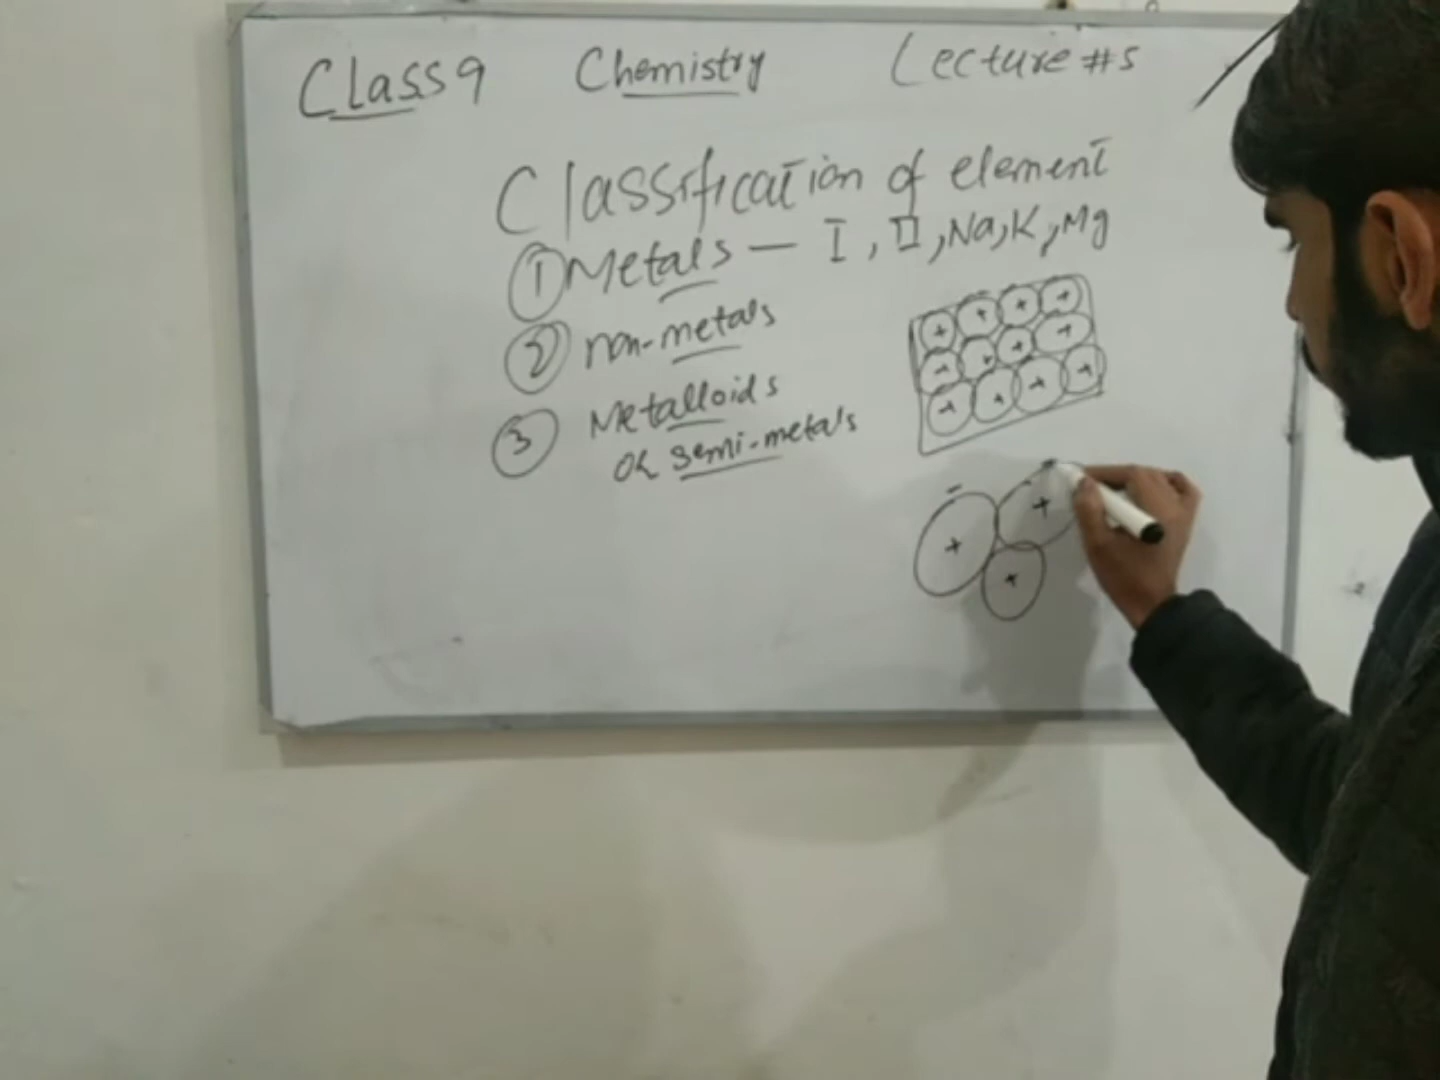 Class 9 Chemistry Lecture #5
Classification of element
① Metals — I, II, Na, K, Mg
② non-metals
③ Metalloids
or semi-metals
+ + + +
+ + + +
+ + + +
- 
+ +
+